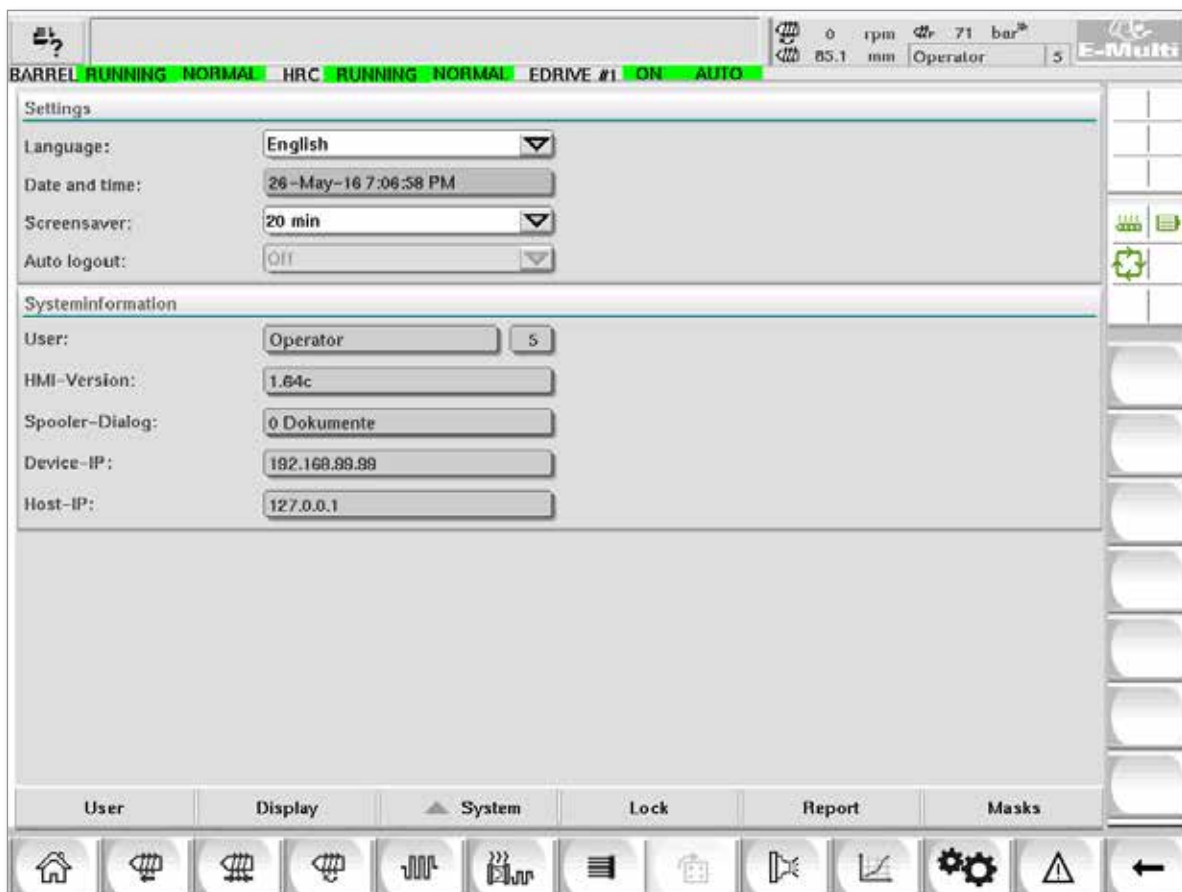 0 rpm 71 bar
85.1 mm Operator 5
E-Multi
BARREL RUNNING NORMAL HRC RUNNING NORMAL EDRIVE #1 ON AUTO
Settings
Language: English
Date and time: 26-May-16 7:06:58 PM
Screensaver: 20 min
Auto logout: Off
Systeminformation
User: Operator 5
HMI-Version: 1.64c
Spooler-Dialog: 0 Dokumente
Device-IP: 192.168.99.99
Host-IP: 127.0.0.1
User Display System Lock Report Masks